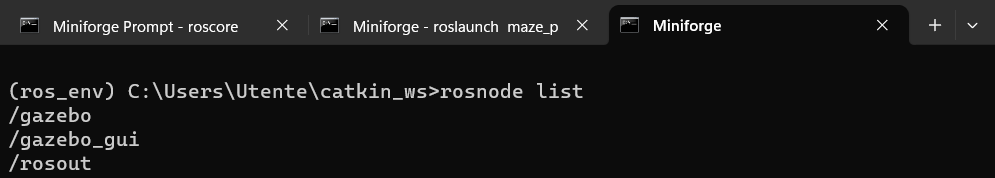 Miniforge Prompt - roscore
Miniforge - roslaunch maze_p
Miniforge
(ros_env) C:\Users\Utente\catkin_ws>rosnode list
/gazebo
/gazebo_gui
/rosout